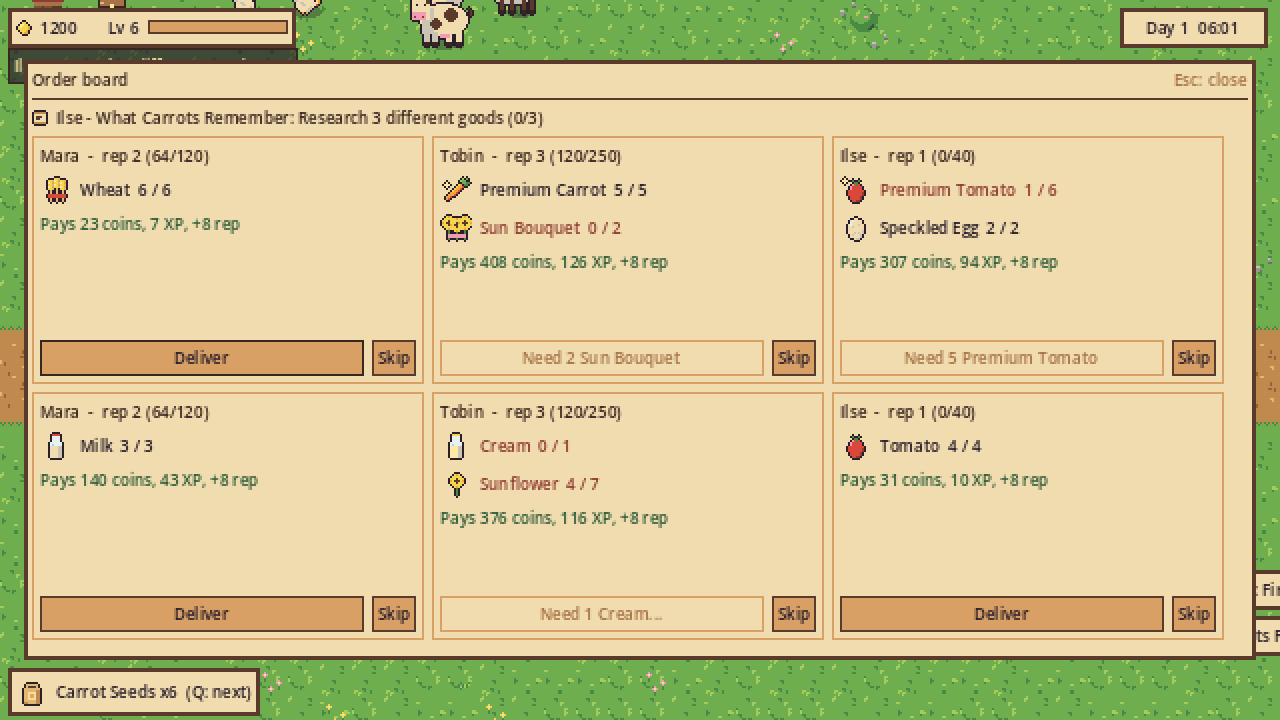 1200 Lv 6
Day 1 06:01
Order board
Esc: close
Ilse - What Carrots Remember: Research 3 different goods (0/3)
Mara - rep 2 (64/120)
Wheat 6 / 6
Pays 23 coins, 7 XP, +8 rep
Deliver
Skip
Tobin - rep 3 (120/250)
Premium Carrot 5 / 5
Sun Bouquet 0 / 2
Pays 408 coins, 126 XP, +8 rep
Need 2 Sun Bouquet
Skip
Ilse - rep 1 (0/40)
Premium Tomato 1 / 6
Speckled Egg 2 / 2
Pays 307 coins, 94 XP, +8 rep
Need 5 Premium Tomato
Skip
Mara - rep 2 (64/120)
Milk 3 / 3
Pays 140 coins, 43 XP, +8 rep
Deliver
Skip
Tobin - rep 3 (120/250)
Cream 0 / 1
Sunflower 4 / 7
Pays 376 coins, 116 XP, +8 rep
Need 1 Cream...
Skip
Ilse - rep 1 (0/40)
Tomato 4 / 4
Pays 31 coins, 10 XP, +8 rep
Deliver
Skip
Carrot Seeds x6 (Q: next)